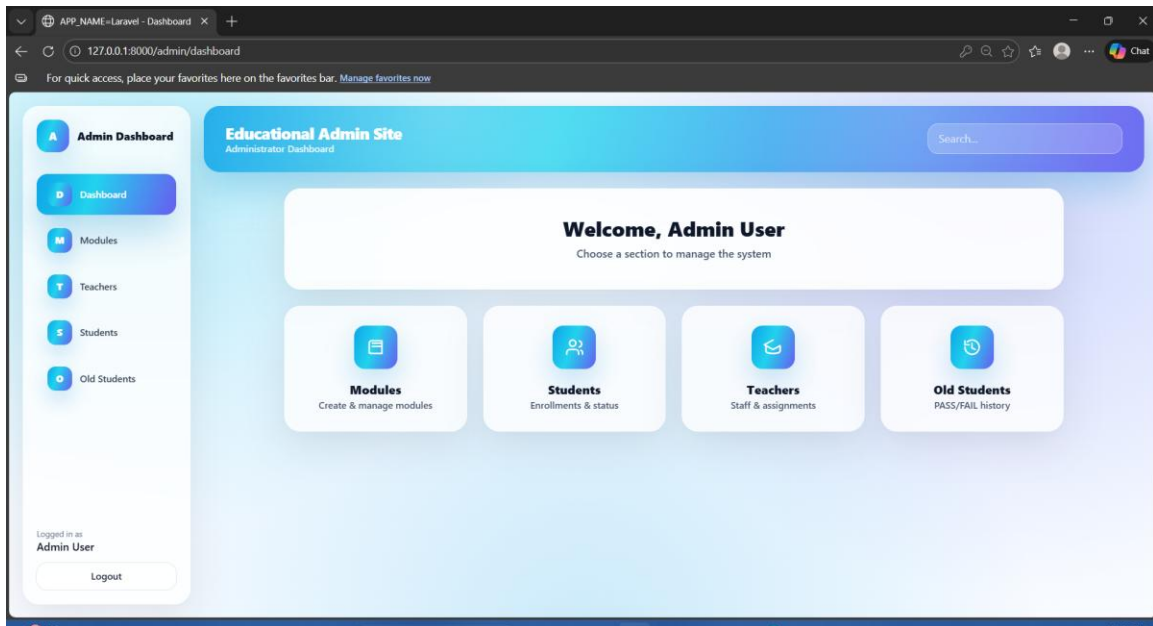 APP_NAME=Laravel - Dashboard
127.0.0.1:8000/admin/dashboard
Chat
For quick access, place your favorites here on the favorites bar. Manage favorites now
A Admin Dashboard
D Dashboard
M Modules
T Teachers
S Students
O Old Students
Logged in as
Admin User
Logout
Educational Admin Site
Administrator Dashboard
Search...
Welcome, Admin User
Choose a section to manage the system
Modules
Create & manage modules
Students
Enrollments & status
Teachers
Staff & assignments
Old Students
PASS/FAIL history